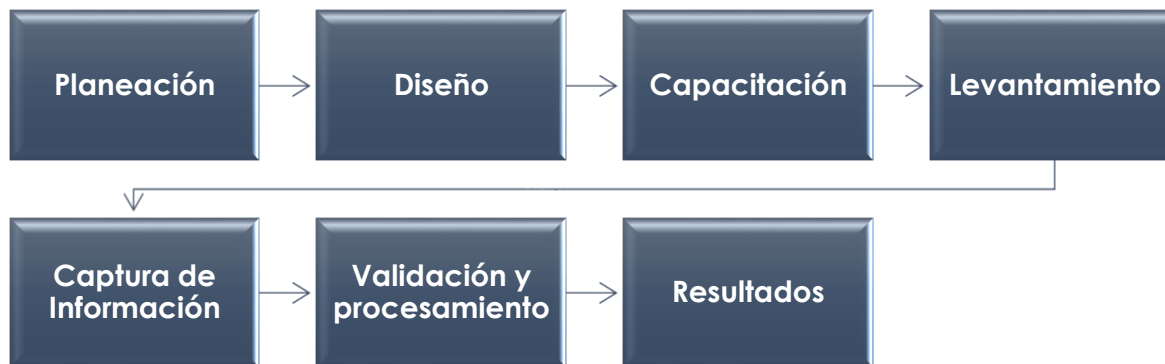 Planeación
Diseño
Capacitación
Levantamiento
Captura de
Información
Validación y
procesamiento
Resultados